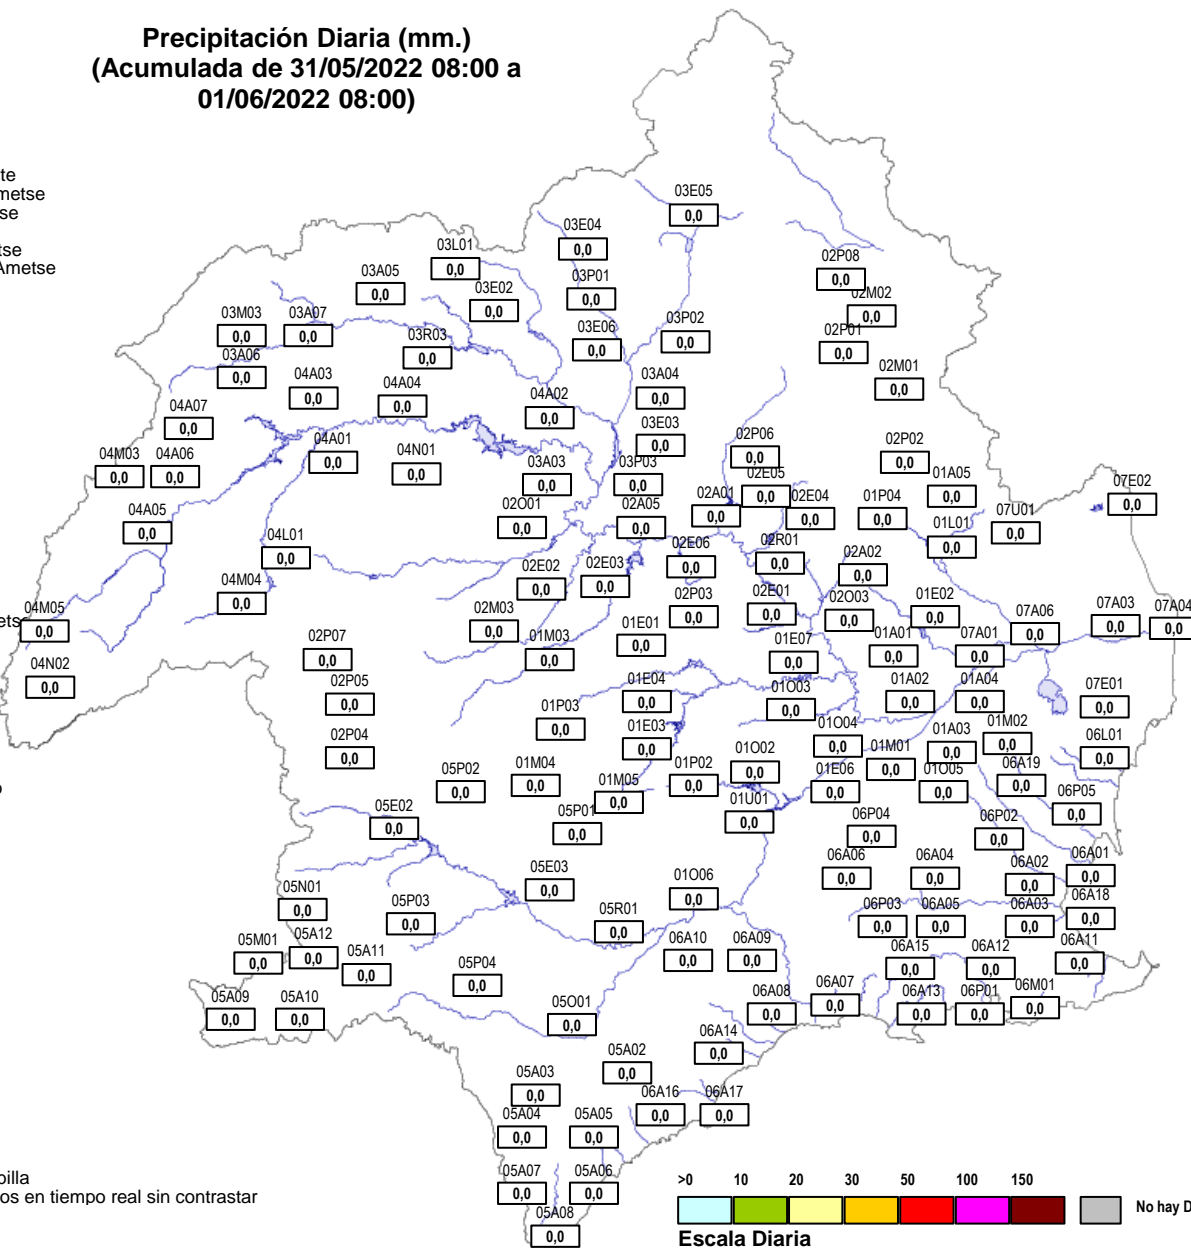 Precipitación Diaria (mm.)
(Acumulada de 31/05/2022 08:00 a
01/06/2022 08:00)
te
metse
se
tse
Ametse
03E05
0,0
03E04
0,0
03L01
0,0
02P08
0,0
03A05
0,0
03P01
0,0
03E02
0,0
02M02
0,0
03M03
0,0
03A07
0,0
03P02
0,0
03E06
0,0
02P01
0,0
03R03
0,0
03A06
0,0
04A03
0,0
04A04
0,0
03A04
0,0
02M01
0,0
04A02
0,0
04A07
0,0
03E03
0,0
04A01
0,0
02P06
0,0
02P02
0,0
04N01
0,0
04M03
0,0
04A06
0,0
03A03
0,0
03P03
0,0
02E05
0,0
01A05
0,0
07E02
0,0
02A01
0,0
02E04
0,0
01P04
0,0
04A05
0,0
02O01
0,0
02A05
0,0
07U01
0,0
01L01
0,0
04L01
0,0
02E06
0,0
02R01
0,0
02A02
0,0
02E02
0,0
02E03
0,0
04M04
0,0
02P03
0,0
02E01
0,0
02O03
0,0
01E02
0,0
etse
04M05
0,0
02M03
0,0
07A06
0,0
07A03
0,0
07A04
0,0
02P07
0,0
01M03
0,0
01E01
0,0
01E07
0,0
01A01
0,0
07A01
0,0
04N02
0,0
02P05
0,0
01E04
0,0
01O03
0,0
01A02
0,0
01A04
0,0
07E01
0,0
01P03
0,0
02P04
0,0
01E03
0,0
01O04
0,0
01A03
0,0
01M02
0,0
06L01
0,0
01M01
0,0
01O02
0,0
05P02
0,0
01M04
0,0
01M05
0,0
01P02
0,0
01E06
0,0
01O05
0,0
06A19
0,0
o
05E02
0,0
05P01
0,0
01U01
0,0
06P04
0,0
06P02
0,0
06P05
0,0
05E03
0,0
01O06
0,0
06A06
0,0
06A04
0,0
06A02
0,0
06A01
0,0
05N01
0,0
05P03
0,0
05R01
0,0
06P03
0,0
06A05
0,0
06A03
0,0
06A18
0,0
05M01
0,0
05A12
0,0
05A11
0,0
05P04
0,0
06A10
0,0
06A09
0,0
06A15
0,0
06A12
0,0
06A11
0,0
05A09
0,0
05A10
0,0
05O01
0,0
06A08
0,0
06A07
0,0
06A13
0,0
06P01
0,0
06M01
0,0
06A14
0,0
05A02
0,0
05A03
0,0
06A16
0,0
06A17
0,0
05A04
0,0
05A05
0,0
05A07
0,0
05A06
0,0
05A08
0,0
oilla
os en tiempo real sin contrastar
>0 10 20 30 50 100 150
No hay D
Escala Diaria